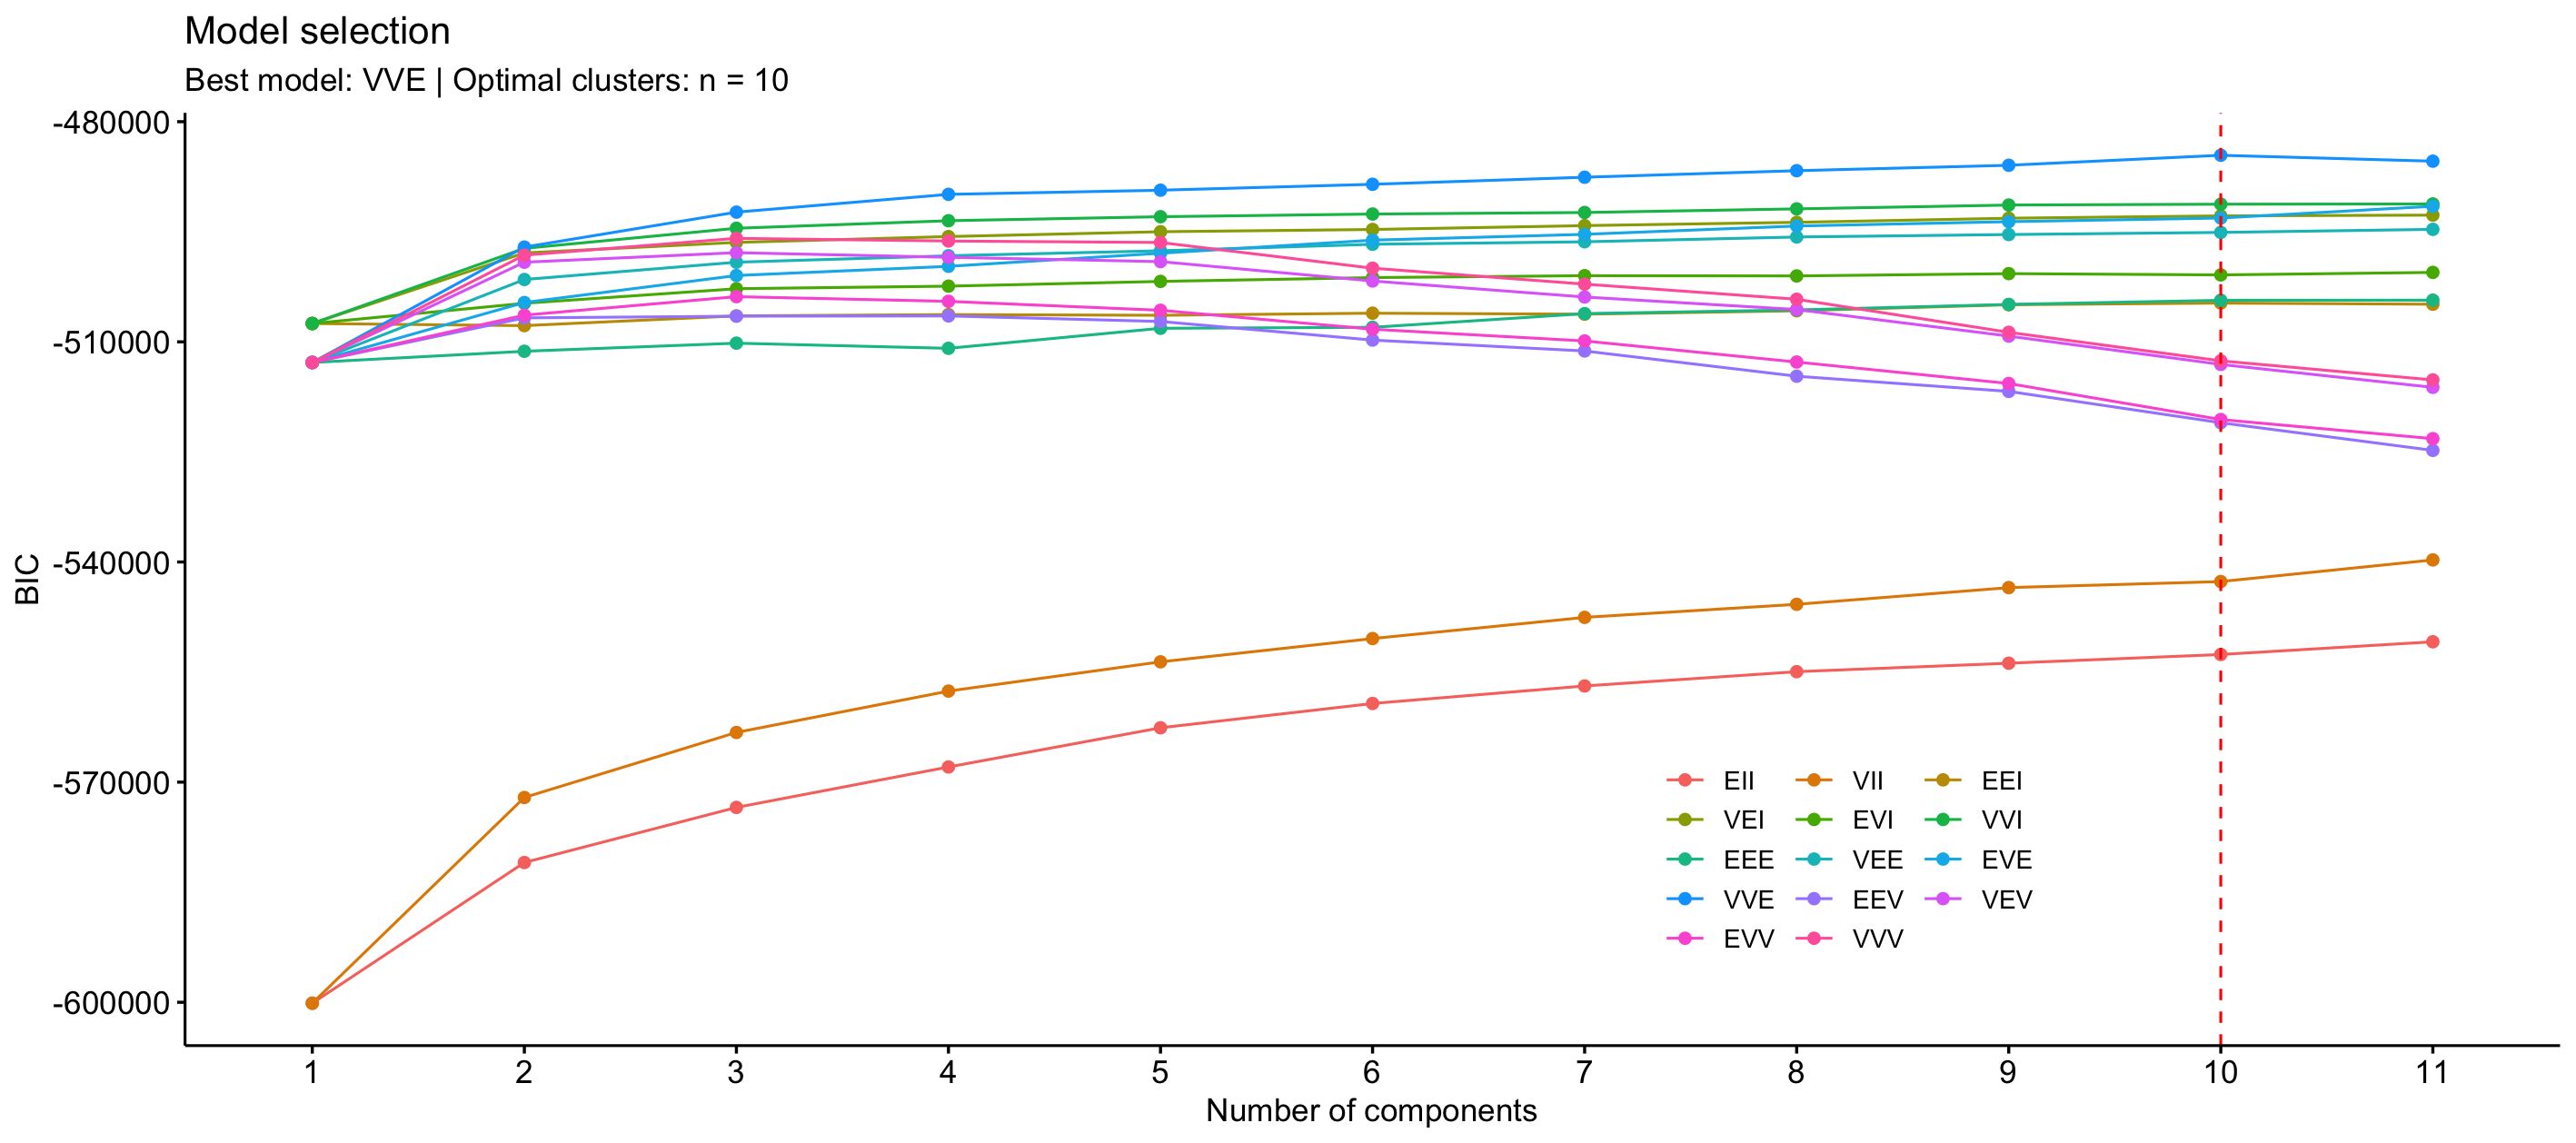 Model selection
Best model: VVE | Optimal clusters: n = 10
-480000
-510000
-540000
-570000
-600000
BIC
EII VII EEI
VEI EVI VVI
EEE VEE EVE
VVE EEV VEV
EVV VVV
1 2 3 4 5 6 7 8 9 10 11
Number of components